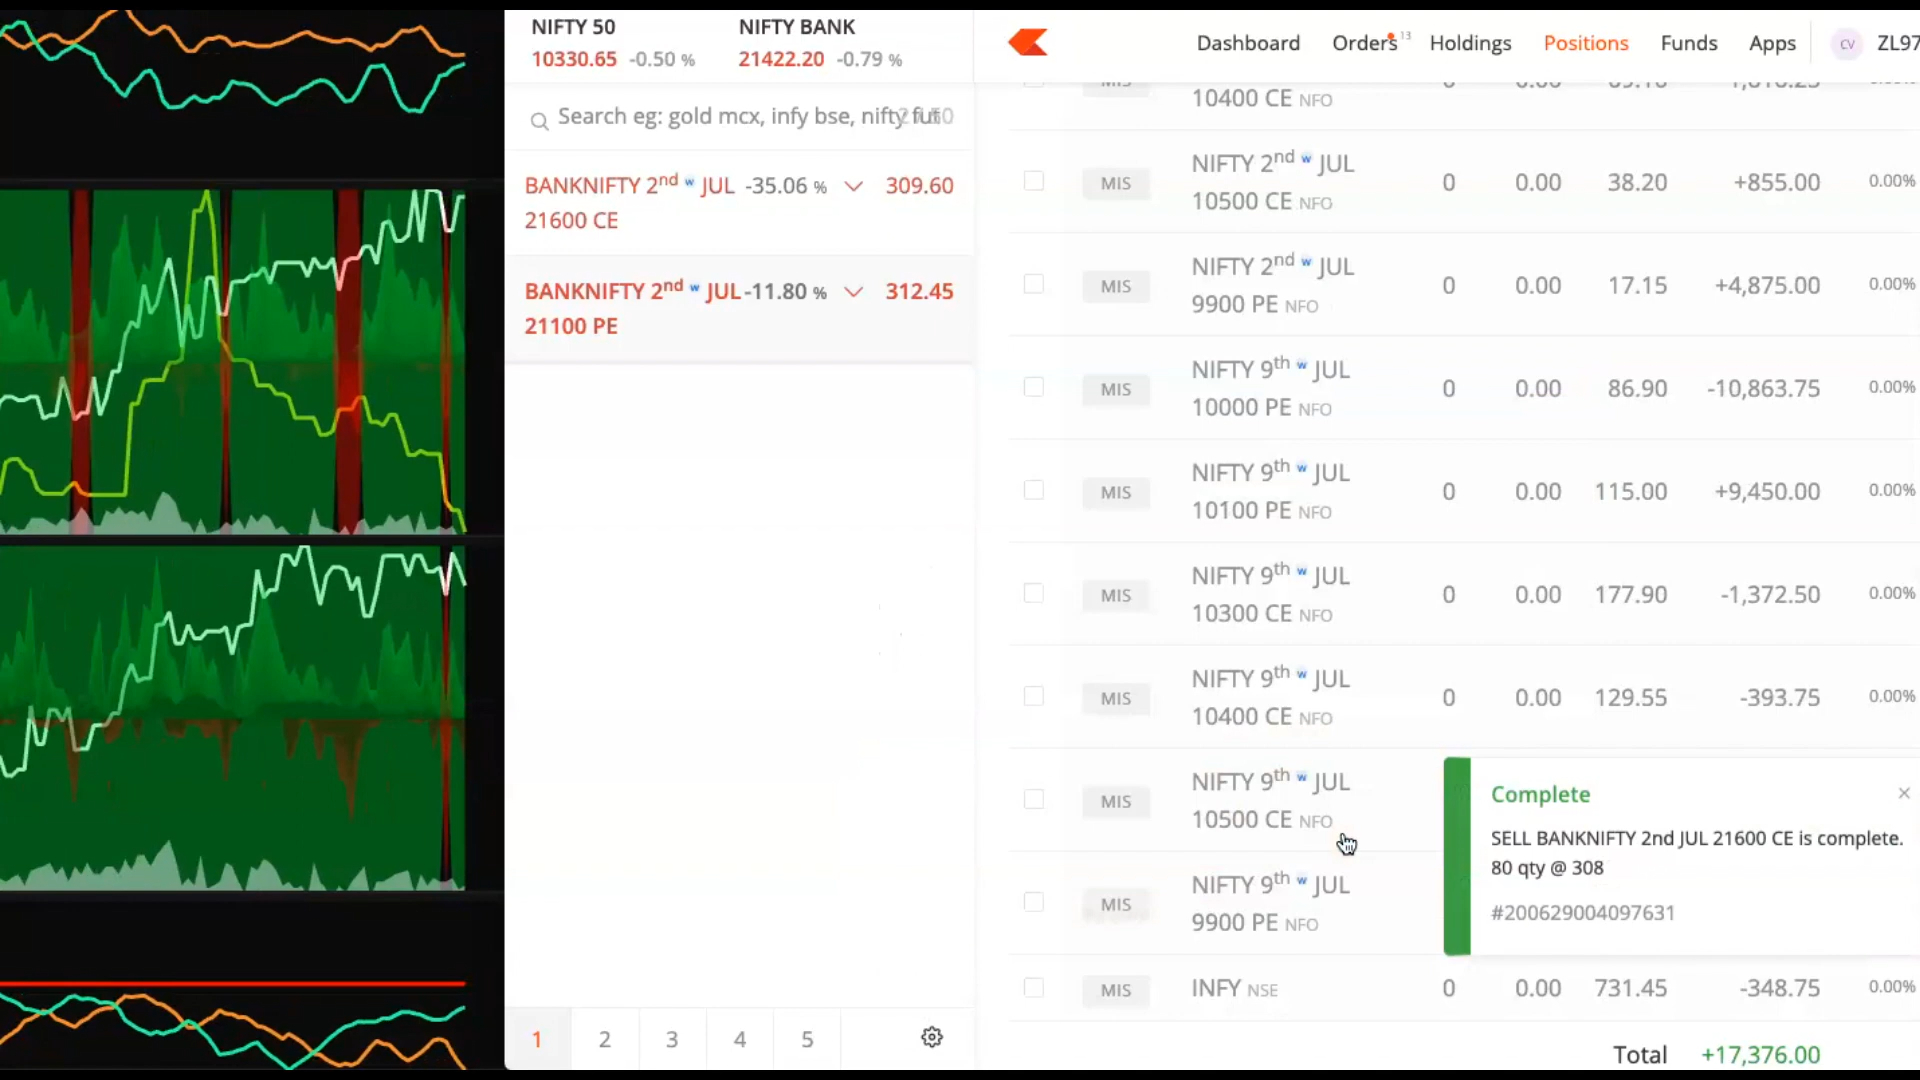 NIFTY 50 NIFTY BANK
10330.65 -0.50 % 21422.20 -0.79 %
Search eg: gold mcx, infy bse, nifty fut
BANKNIFTY 2nd w JUL -35.06 % 309.60
21600 CE
BANKNIFTY 2nd w JUL -11.80 % 312.45
21100 PE
1 2 3 4 5
Dashboard Orders 13 Holdings Positions Funds Apps CV ZL97
MIS
10400 CE NFO
MIS NIFTY 2nd w JUL 0 0.00 38.20 +855.00 0.00%
10500 CE NFO
MIS NIFTY 2nd w JUL 0 0.00 17.15 +4,875.00 0.00%
9900 PE NFO
MIS NIFTY 9th w JUL 0 0.00 86.90 -10,863.75 0.00%
10000 PE NFO
MIS NIFTY 9th w JUL 0 0.00 115.00 +9,450.00 0.00%
10100 PE NFO
MIS NIFTY 9th w JUL 0 0.00 177.90 -1,372.50 0.00%
10300 CE NFO
MIS NIFTY 9th w JUL 0 0.00 129.55 -393.75 0.00%
10400 CE NFO
MIS NIFTY 9th w JUL
10500 CE NFO
MIS NIFTY 9th w JUL
9900 PE NFO
Complete
SELL BANKNIFTY 2nd JUL 21600 CE is complete.
80 qty @ 308
#200629004097631
MIS INFY NSE 0 0.00 731.45 -348.75 0.00%
Total +17,376.00